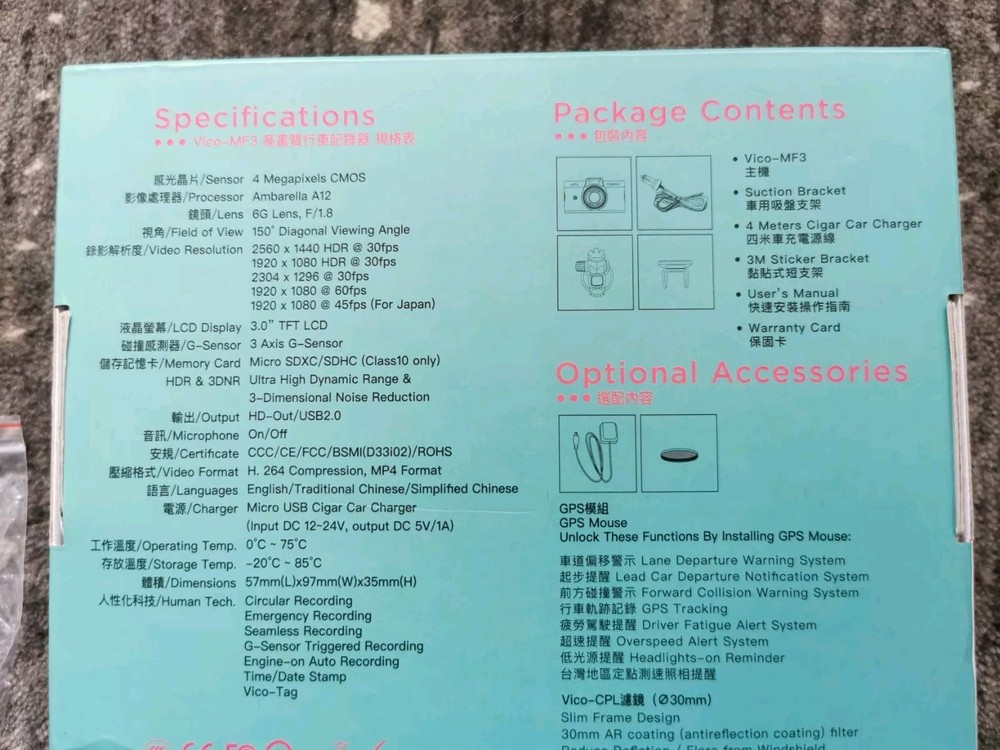 Specifications
Vico-MF3 高畫質行車記錄器 規格表
感光晶片/Sensor 4 Megapixels CMOS
影像處理器/Processor Ambarella A12
鏡頭/Lens 6G Lens, F/1.8
視角/Field of View 150° Diagonal Viewing Angle
錄影解析度/Video Resolution 2560 x 1440 HDR @ 30fps
1920 x 1080 HDR @ 30fps
2304 x 1296 @ 30fps
1920 x 1080 @ 60fps
1920 x 1080 @ 45fps (For Japan)
液晶螢幕/LCD Display 3.0” TFT LCD
碰撞感測器/G-Sensor 3 Axis G-Sensor
儲存記憶卡/Memory Card Micro SDXC/SDHC (Class10 only)
HDR & 3DNR Ultra High Dynamic Range &
3-Dimensional Noise Reduction
輸出/Output HD-Out/USB2.0
音訊/Microphone On/Off
安規/Certificate CCC/CE/FCC/BSMI(D33I02)/ROHS
壓縮格式/Video Format H. 264 Compression, MP4 Format
語言/Languages English/Traditional Chinese/Simplified Chinese
電源/Charger Micro USB Cigar Car Charger
(Input DC 12~24V, output DC 5V/1A)
工作溫度/Operating Temp. 0°C ~ 75°C
存放溫度/Storage Temp. -20°C ~ 85°C
體積/Dimensions 57mm(L)x97mm(W)x35mm(H)
人性化科技/Human Tech. Circular Recording
Emergency Recording
Seamless Recording
G-Sensor Triggered Recording
Engine-on Auto Recording
Time/Date Stamp
Vico-Tag
Package Contents
包裝內容
• Vico-MF3
主機
• Suction Bracket
車用吸盤支架
• 4 Meters Cigar Car Charger
四米車充電源線
• 3M Sticker Bracket
黏貼式短支架
• User's Manual
快速安裝操作指南
• Warranty Card
保固卡
Optional Accessories
選配內容
GPS模組
GPS Mouse
Unlock These Functions By Installing GPS Mouse:
車道偏移警示 Lane Departure Warning System
起步提醒 Lead Car Departure Notification System
前方碰撞警示 Forward Collision Warning System
行車軌跡記錄 GPS Tracking
疲勞駕駛提醒 Driver Fatigue Alert System
超速提醒 Overspeed Alert System
低光源提醒 Headlights-on Reminder
台灣地區定點測速照相提醒
Vico-CPL濾鏡 (Ø30mm)
Slim Frame Design
30mm AR coating (antireflection coating) filter